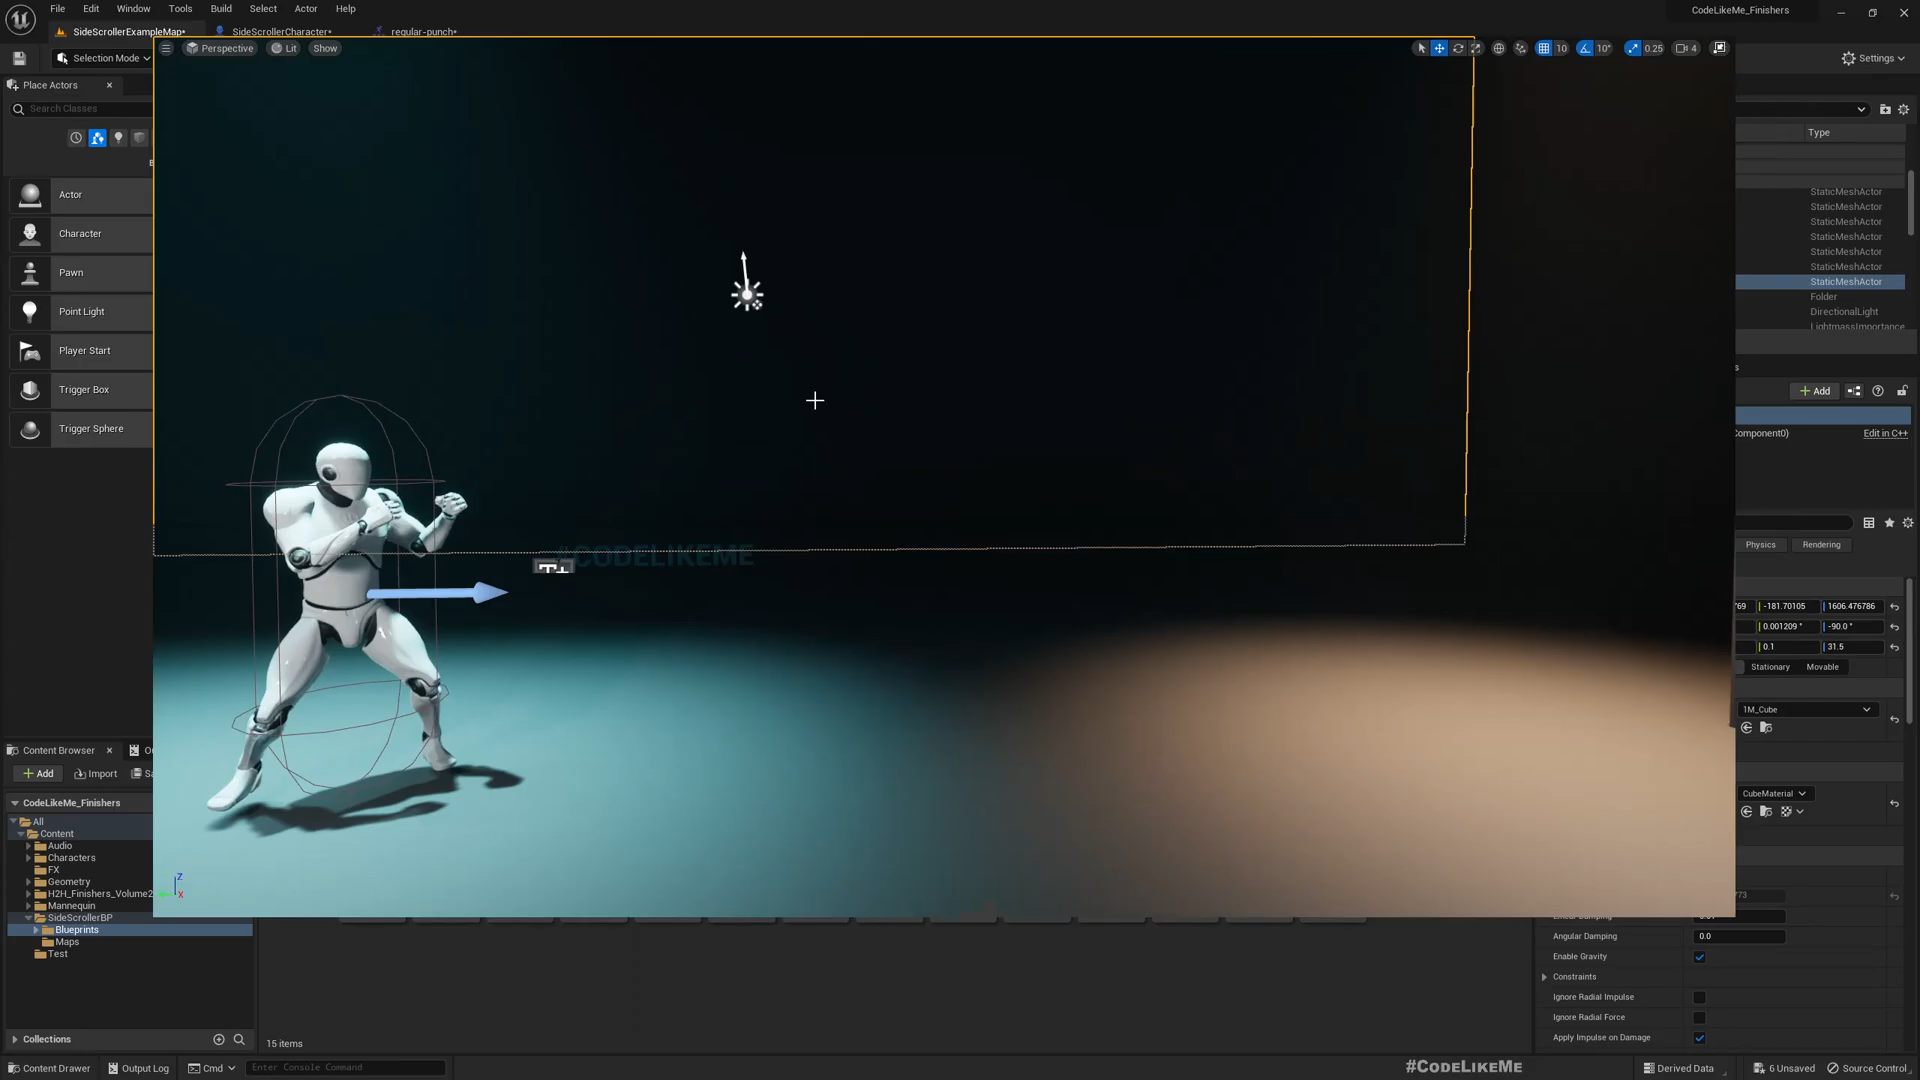 File Edit Window Tools Build Select Actor Help
CodeLikeMe_Finishers
SideScrollerExampleMap*
SideScrollerCharacter*
regular-punch*
Selection Mode
Perspective
Lit
Show
10
10°
0.25
4
Settings
Place Actors
Search Classes
Actor
Character
Pawn
Point Light
Player Start
Trigger Box
Trigger Sphere
Type
StaticMeshActor
StaticMeshActor
StaticMeshActor
StaticMeshActor
StaticMeshActor
StaticMeshActor
StaticMeshActor
Folder
DirectionalLight
LightmassImportance
Add
Component0)
Edit in C++
Physics
Rendering
-181.70105
1606.476786
0.001209 °
-90.0 °
0.1
31.5
Stationary
Movable
1M_Cube
CubeMaterial
CODELIKEME
Z
X
Content Browser
Add
Import
CodeLikeMe_Finishers
All
Content
Audio
Characters
FX
Geometry
H2H_Finishers_Volume2
Mannequin
SideScrollerBP
Blueprints
Maps
Test
Collections
15 items
Angular Damping
0.0
Enable Gravity
Constraints
Ignore Radial Impulse
Ignore Radial Force
Apply Impulse on Damage
Content Drawer
Output Log
Cmd
Enter Console Command
#CODELIKEME
Derived Data
6 Unsaved
Source Control